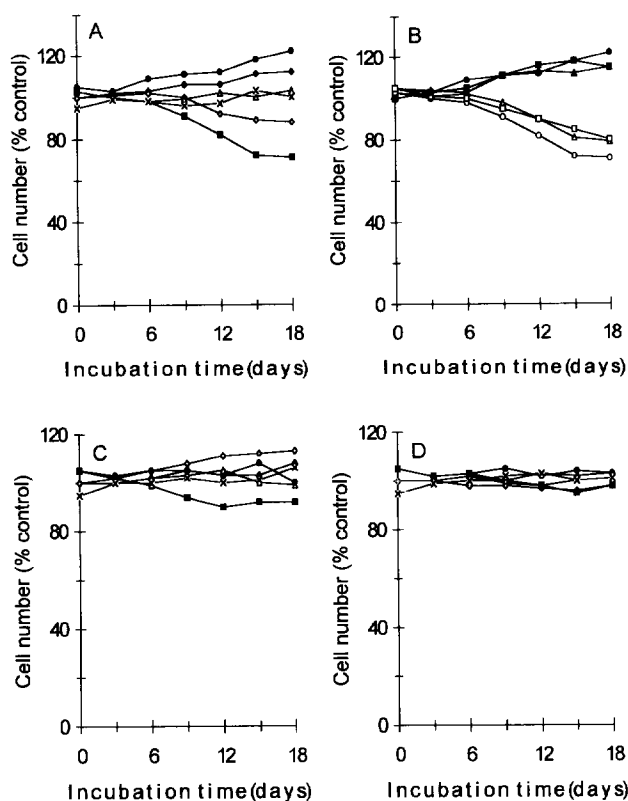 A
Cell number (% control)
120
80
40
0
0 6 12 18
Incubation time(days)
B
Cell number (% control)
120
80
40
0
0 6 12 18
Incubation time(days)
C
Cell number (% control)
120
80
40
0
0 6 12 18
Incubation time(days)
D
Cell number (% control)
120
80
40
0
0 6 12 18
Incubation time(days)